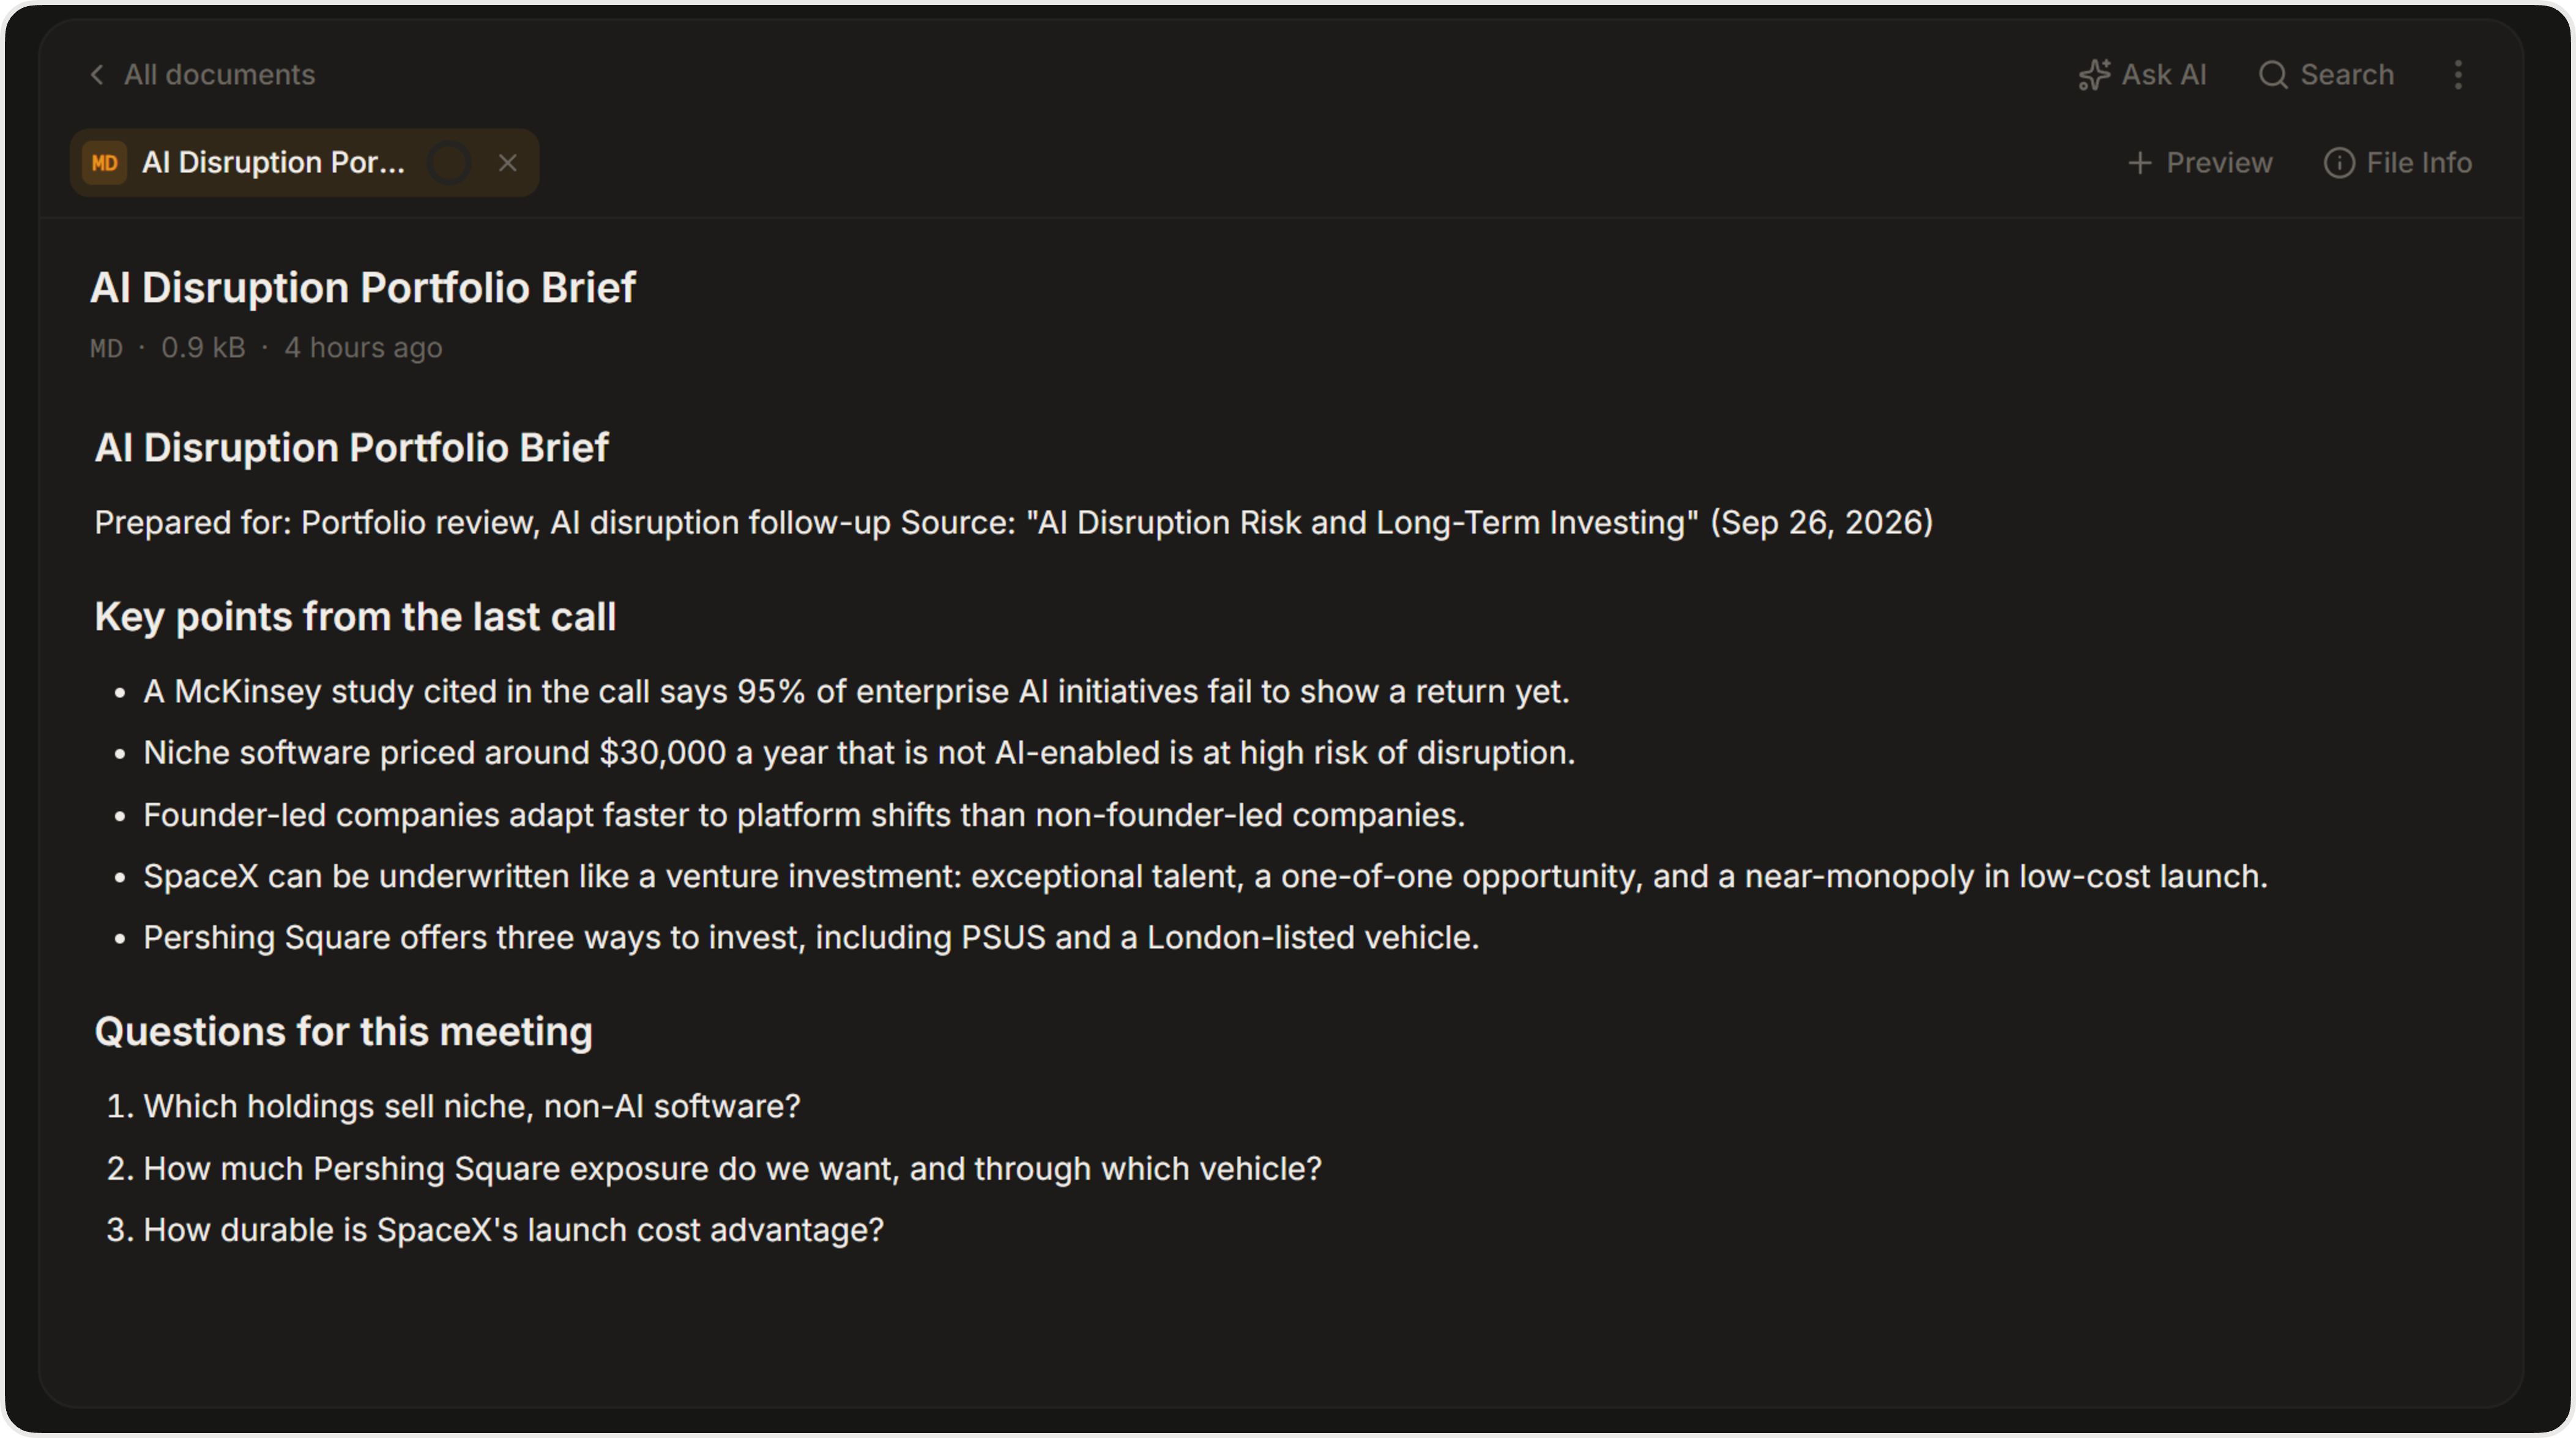 All documents
Ask AI
Search
MD AI Disruption Por...
Preview
File Info
AI Disruption Portfolio Brief
MD · 0.9 kB · 4 hours ago
AI Disruption Portfolio Brief
Prepared for: Portfolio review, AI disruption follow-up Source: "AI Disruption Risk and Long-Term Investing" (Sep 26, 2026)
Key points from the last call
• A McKinsey study cited in the call says 95% of enterprise AI initiatives fail to show a return yet.
• Niche software priced around $30,000 a year that is not AI-enabled is at high risk of disruption.
• Founder-led companies adapt faster to platform shifts than non-founder-led companies.
• SpaceX can be underwritten like a venture investment: exceptional talent, a one-of-one opportunity, and a near-monopoly in low-cost launch.
• Pershing Square offers three ways to invest, including PSUS and a London-listed vehicle.
Questions for this meeting
1. Which holdings sell niche, non-AI software?
2. How much Pershing Square exposure do we want, and through which vehicle?
3. How durable is SpaceX's launch cost advantage?